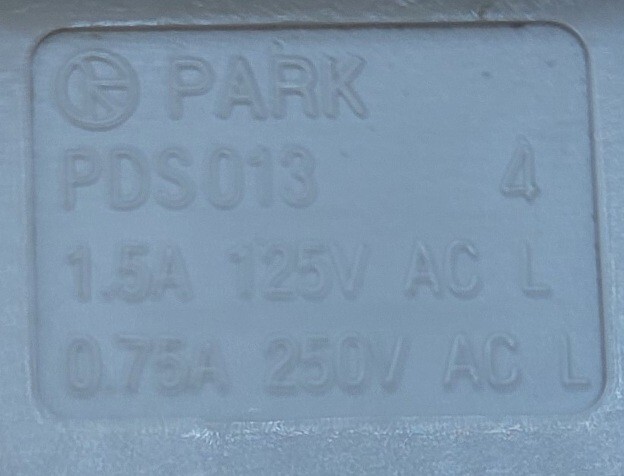 PARK
PDS013 4
1.5A 125V AC L
0.75A 250V AC L